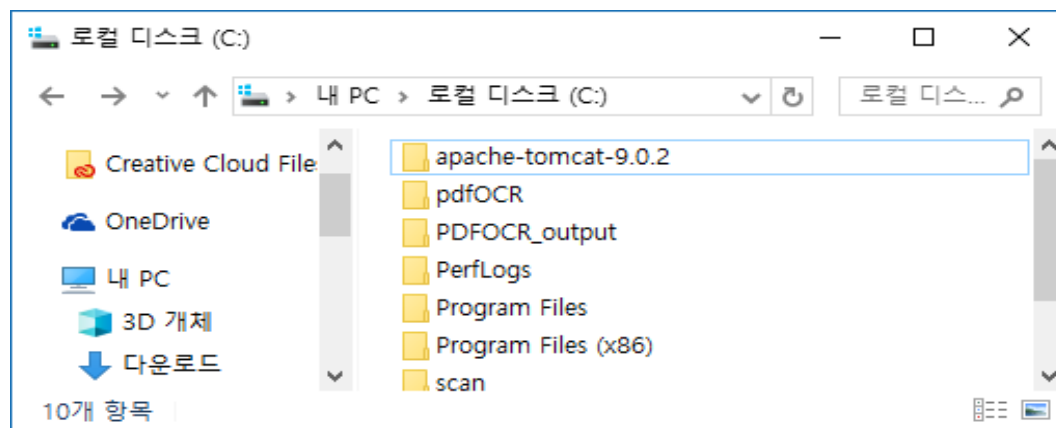 로컬 디스크 (C:)
내 PC > 로컬 디스크 (C:)
로컬 디스...
Creative Cloud File
OneDrive
내 PC
3D 개체
다운로드
apache-tomcat-9.0.2
pdfOCR
PDFOCR_output
PerfLogs
Program Files
Program Files (x86)
scan
10개 항목